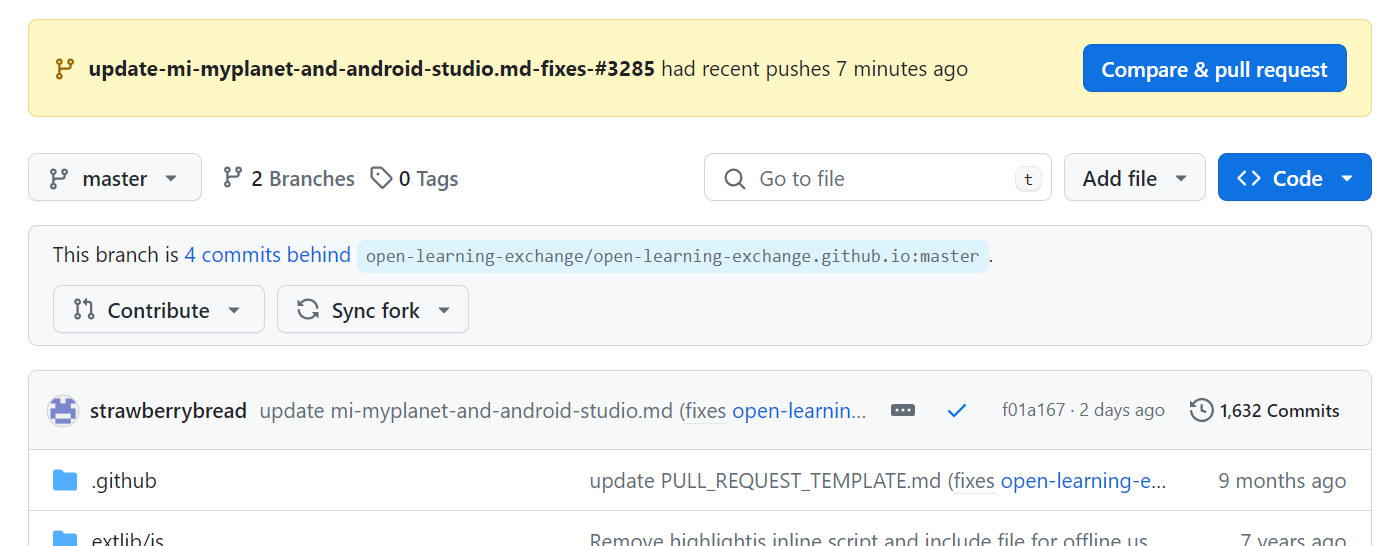 update-mi-myplanet-and-android-studio.md-fixes-#3285 had recent pushes 7 minutes ago Compare & pull request
master 2 Branches 0 Tags Go to file t Add file Code
This branch is 4 commits behind open-learning-exchange/open-learning-exchange.github.io:master .
Contribute Sync fork
strawberrybread update mi-myplanet-and-android-studio.md (fixes open-learnin... f01a167 · 2 days ago 1,632 Commits
.github update PULL_REQUEST_TEMPLATE.md (fixes open-learning-e... 9 months ago
extlib/js Remove highlightjs inline script and include file for offline us... 7 years ago